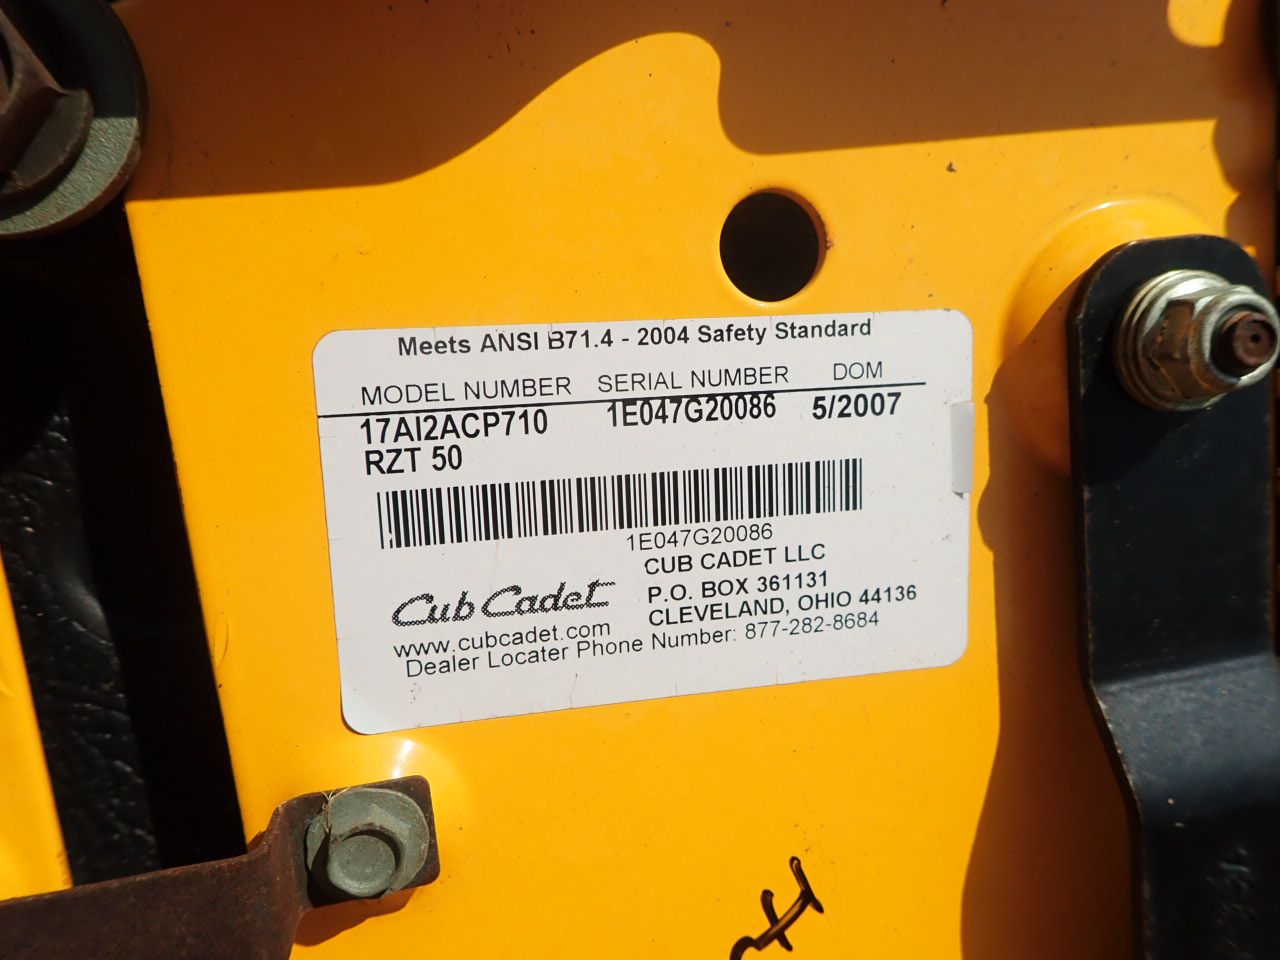 Meets ANSI B71.4 - 2004 Safety Standard
MODEL NUMBER SERIAL NUMBER DOM
17AI2ACP710 1E047G20086 5/2007
RZT 50
1E047G20086
CUB CADET LLC
P.O. BOX 361131
CLEVELAND, OHIO 44136
Cub Cadet
www.cubcadet.com
Dealer Locater Phone Number: 877-282-8684